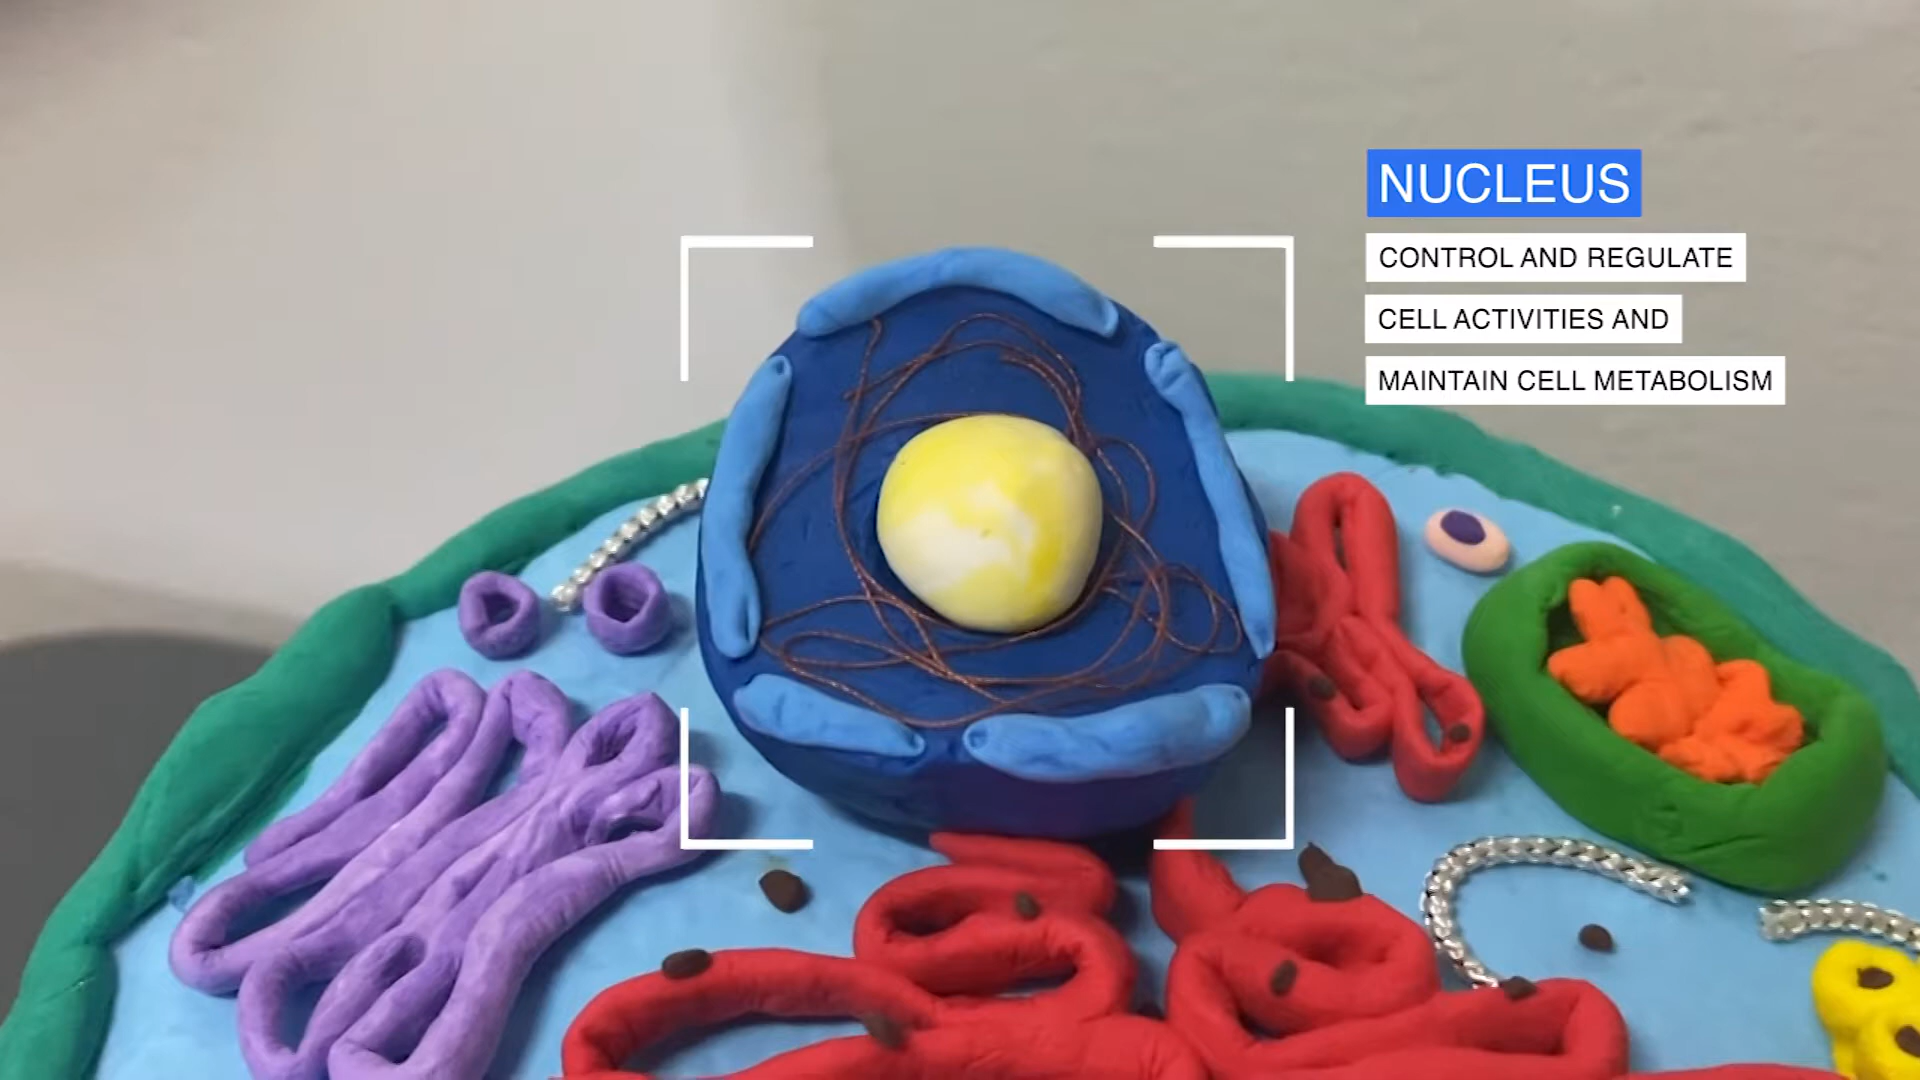 NUCLEUS
CONTROL AND REGULATE
CELL ACTIVITIES AND
MAINTAIN CELL METABOLISM